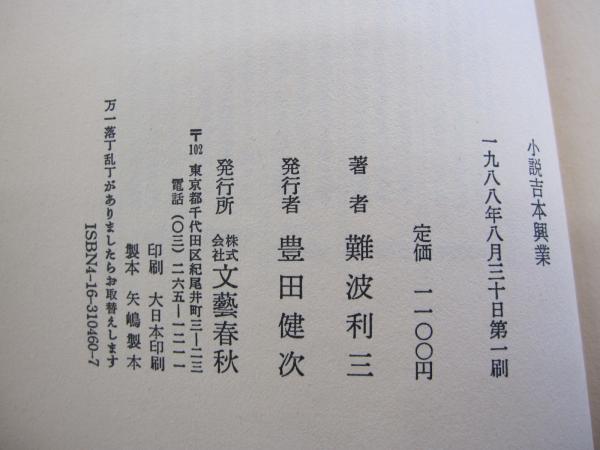 小説吉本興業
一九八八年八月三十日第一刷
定価 一一〇〇円
著者 難波利三
発行者 豊田健次
発行所 株式会社 文藝春秋
〒102 東京都千代田区紀尾井町三―二三
電話(〇三)二六五―一二一一
印刷 大日本印刷
製本 矢嶋製本
万一落丁乱丁がありましたらお取替えします
ISBN4-16-310460-7